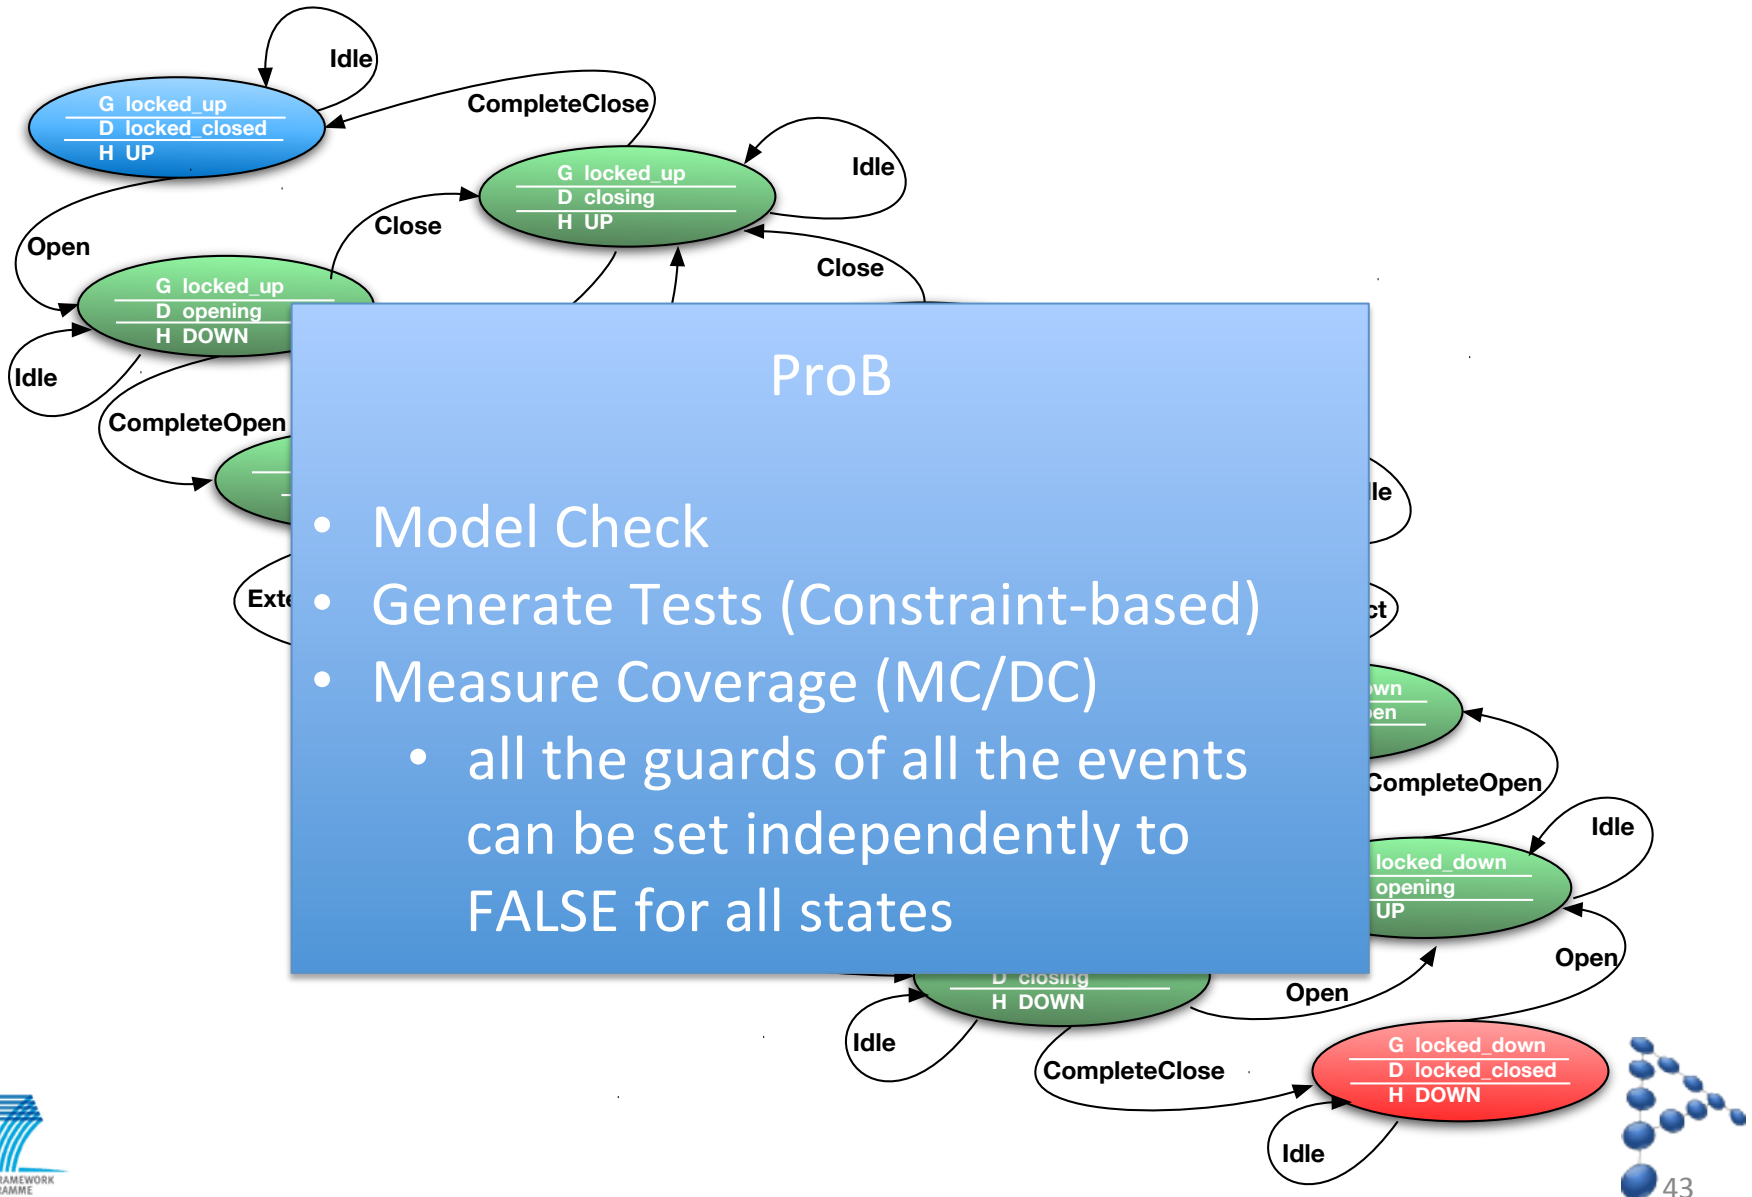 Idle
G locked_up
D locked_closed
H UP
CompleteClose
G locked_up
D closing
H UP
Idle
Close
Open
G locked_up
D opening
H DOWN
Close
Idle
CompleteOpen
ProB
• Model Check
• Generate Tests (Constraint-based)
• Measure Coverage (MC/DC)
• all the guards of all the events
can be set independently to
FALSE for all states
CompleteOpen
Idle
locked_down
opening
UP
Open
D closing
H DOWN
Open
Idle
CompleteClose
G locked_down
D locked_closed
H DOWN
Idle
43